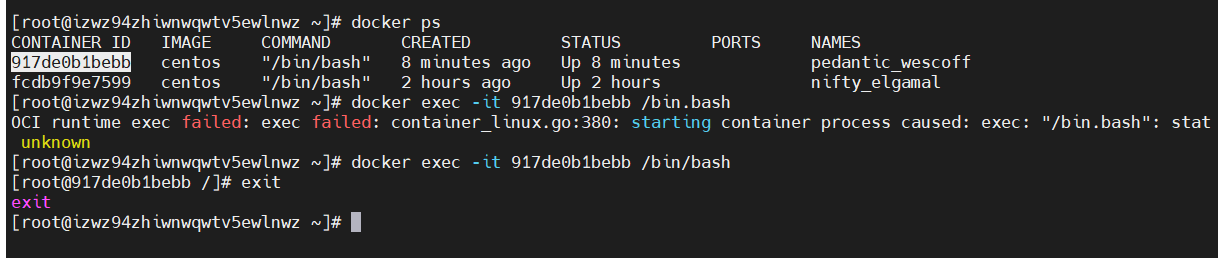 [root@izwz94zhiwnwqwtv5ewlnwz ~]# docker ps
CONTAINER ID   IMAGE     COMMAND       CREATED         STATUS         PORTS     NAMES
917de0b1bebb   centos    "/bin/bash"   8 minutes ago   Up 8 minutes             pedantic_wescoff
fcdb9f9e7599   centos    "/bin/bash"   2 hours ago     Up 2 hours               nifty_elgamal
[root@izwz94zhiwnwqwtv5ewlnwz ~]# docker exec -it 917de0b1bebb /bin.bash
OCI runtime exec failed: exec failed: container_linux.go:380: starting container process caused: exec: "/bin.bash": stat
 unknown
[root@izwz94zhiwnwqwtv5ewlnwz ~]# docker exec -it 917de0b1bebb /bin/bash
[root@917de0b1bebb /]# exit
exit
[root@izwz94zhiwnwqwtv5ewlnwz ~]#